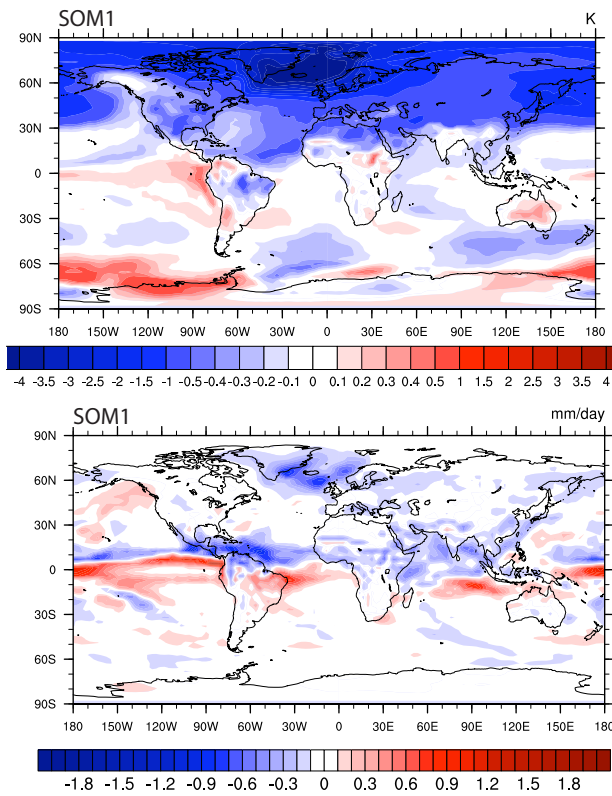 SOM1 K
90N
60N
30N
0
30S
60S
90S
180 150W 120W 90W 60W 30W 0 30E 60E 90E 120E 150E 180
-4 -3.5 -3 -2.5 -2 -1.5 -1 -0.5 -0.4 -0.3 -0.2 -0.1 0 0.1 0.2 0.3 0.4 0.5 1 1.5 2 2.5 3 3.5 4
SOM1 mm/day
90N
60N
30N
0
30S
60S
90S
180 150W 120W 90W 60W 30W 0 30E 60E 90E 120E 150E 180
-1.8 -1.5 -1.2 -0.9 -0.6 -0.3 0 0.3 0.6 0.9 1.2 1.5 1.8